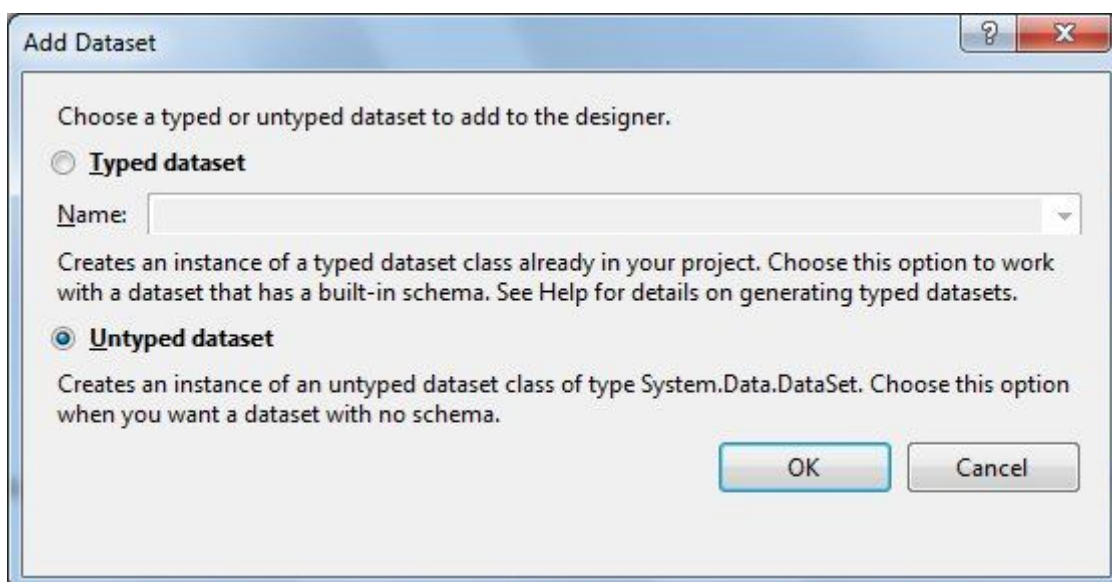 Add Dataset
?
X
Choose a typed or untyped dataset to add to the designer.
Typed dataset
Name:
Creates an instance of a typed dataset class already in your project. Choose this option to work
with a dataset that has a built-in schema. See Help for details on generating typed datasets.
Untyped dataset
Creates an instance of an untyped dataset class of type System.Data.DataSet. Choose this option
when you want a dataset with no schema.
OK
Cancel